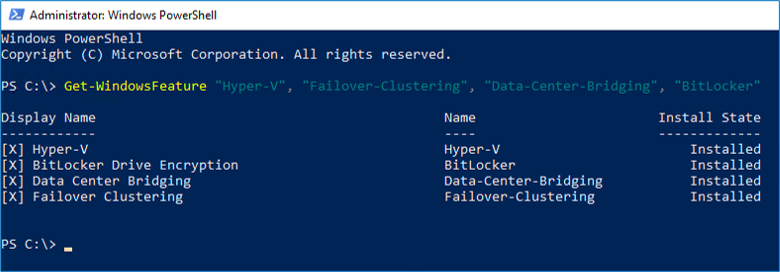 Administrator: Windows PowerShell
Windows PowerShell
Copyright (C) Microsoft Corporation. All rights reserved.
PS C:\> Get-WindowsFeature "Hyper-V", "Failover-Clustering", "Data-Center-Bridging", "BitLocker"
Display Name Name Install State
------------ ---- -------------
[X] Hyper-V Hyper-V Installed
[X] BitLocker Drive Encryption BitLocker Installed
[X] Data Center Bridging Data-Center-Bridging Installed
[X] Failover Clustering Failover-Clustering Installed
PS C:\> _